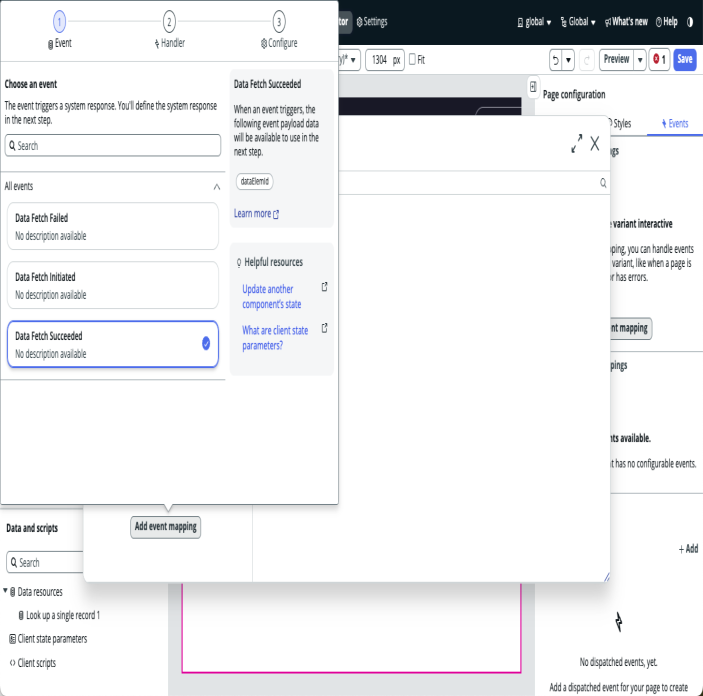 1
2
3
Event
Handler
Configure
Settings
global
Global
What's new
Help
1304 px
Fit
Preview
1
Save
Choose an event
The event triggers a system response. You'll define the system response
in the next step.
Search
All events
Data Fetch Failed
No description available
Data Fetch Initiated
No description available
Data Fetch Succeeded
No description available
Data Fetch Succeeded
When an event triggers, the
following event payload data
will be available to use in the
next step.
dataElemId
Learn more
Helpful resources
Update another
component's state
What are client state
parameters?
Add event mapping
Page configuration
Styles
Events
variant interactive
you can handle events
variant, like when a page is
has errors.
mapping
available.
has no configurable events.
+ Add
No dispatched events, yet.
Add a dispatched event for your page to create
Data and scripts
Search
Data resources
Look up a single record 1
Client state parameters
Client scripts